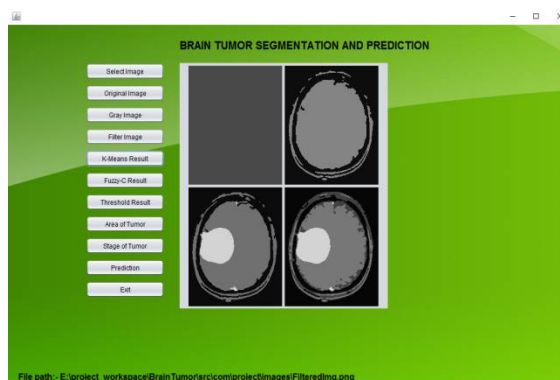 BRAIN TUMOR SEGMENTATION AND PREDICTION
Select Image
Original Image
Gray Image
Filter Image
K-Means Result
Fuzzy-C Result
Threshold Result
Area of Tumor
Stage of Tumor
Prediction
Exit
File path:- E:\project_workspace\BrainTumor\src\com\project\images\FilteredImg.png